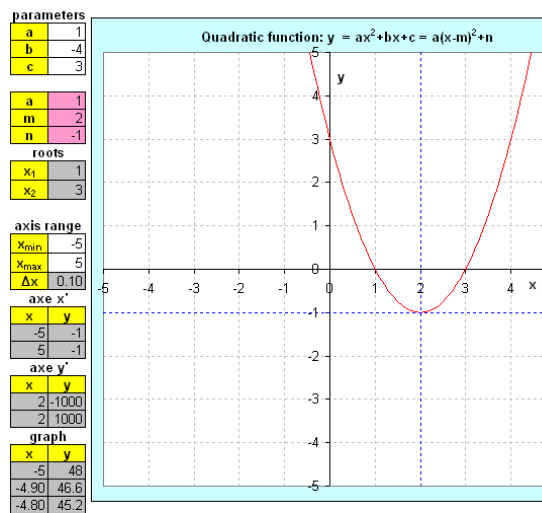 parameters
a 1
b -4
c 3
a 1
m 2
n -1
roots
x₁ 1
x₂ 3
axis range
xmin -5
xmax 5
Δx 0.10
axe x'
x y
-5 -1
5 -1
axe y'
x y
2 -1000
2 1000
graph
x y
-5 48
-4.90 46.6
-4.80 45.2
Quadratic function: y = ax²+bx+c = a(x-m)²+n
5
y
4
3
2
1
0
-5 -4 -3 -2 -1 0 1 2 3 4 x
-1
-2
-3
-4
-5